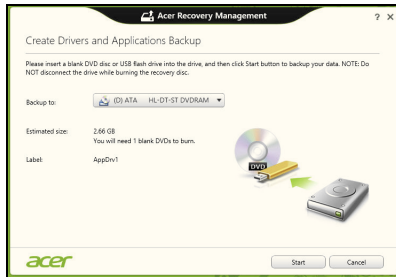 Acer Recovery Management
? X
Create Drivers and Applications Backup
Please insert a blank DVD disc or USB flash drive into the drive, and then click Start button to backup your data. NOTE: Do
NOT disconnect the drive while burning the recovery disc.
Backup to: (D) ATA HL-DT-ST DVDRAM
Estimated size: 2.66 GB
You will need 1 blank DVDs to burn.
Label: AppDrv1
DVD
acer Start Cancel